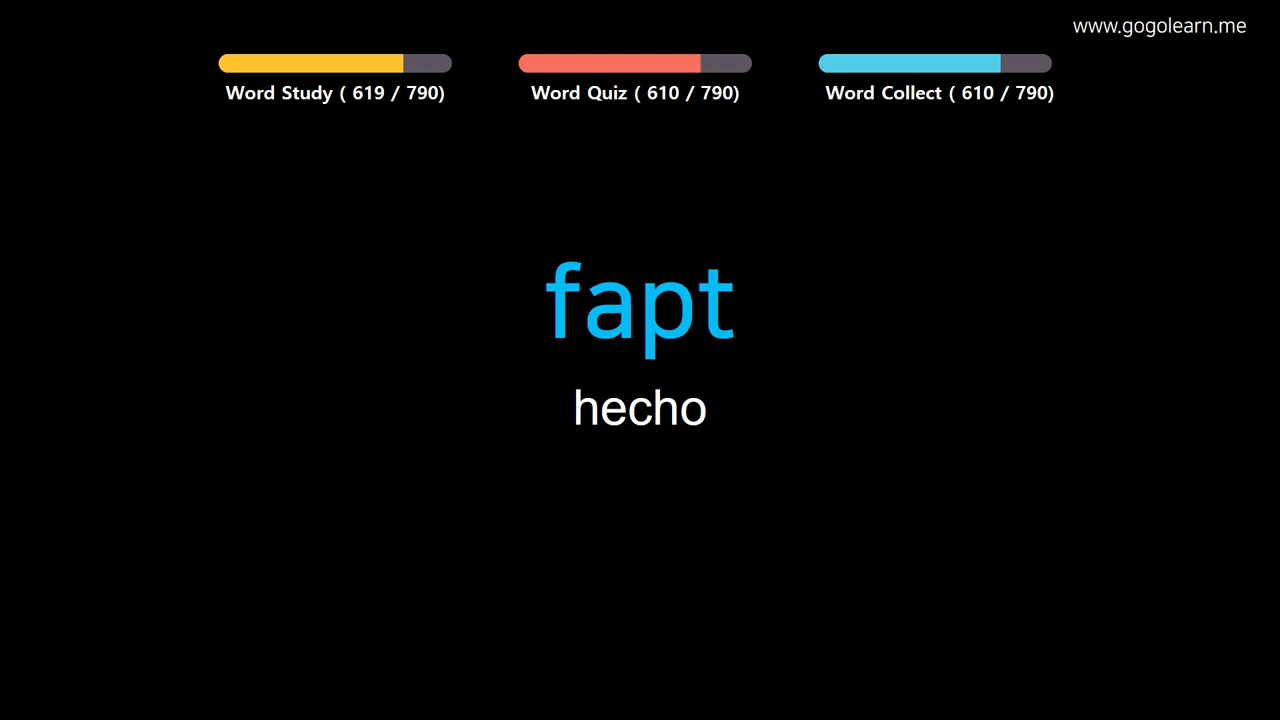 www.gogolearn.me
Word Study ( 619 / 790)
Word Quiz ( 610 / 790)
Word Collect ( 610 / 790)
fapt
hecho